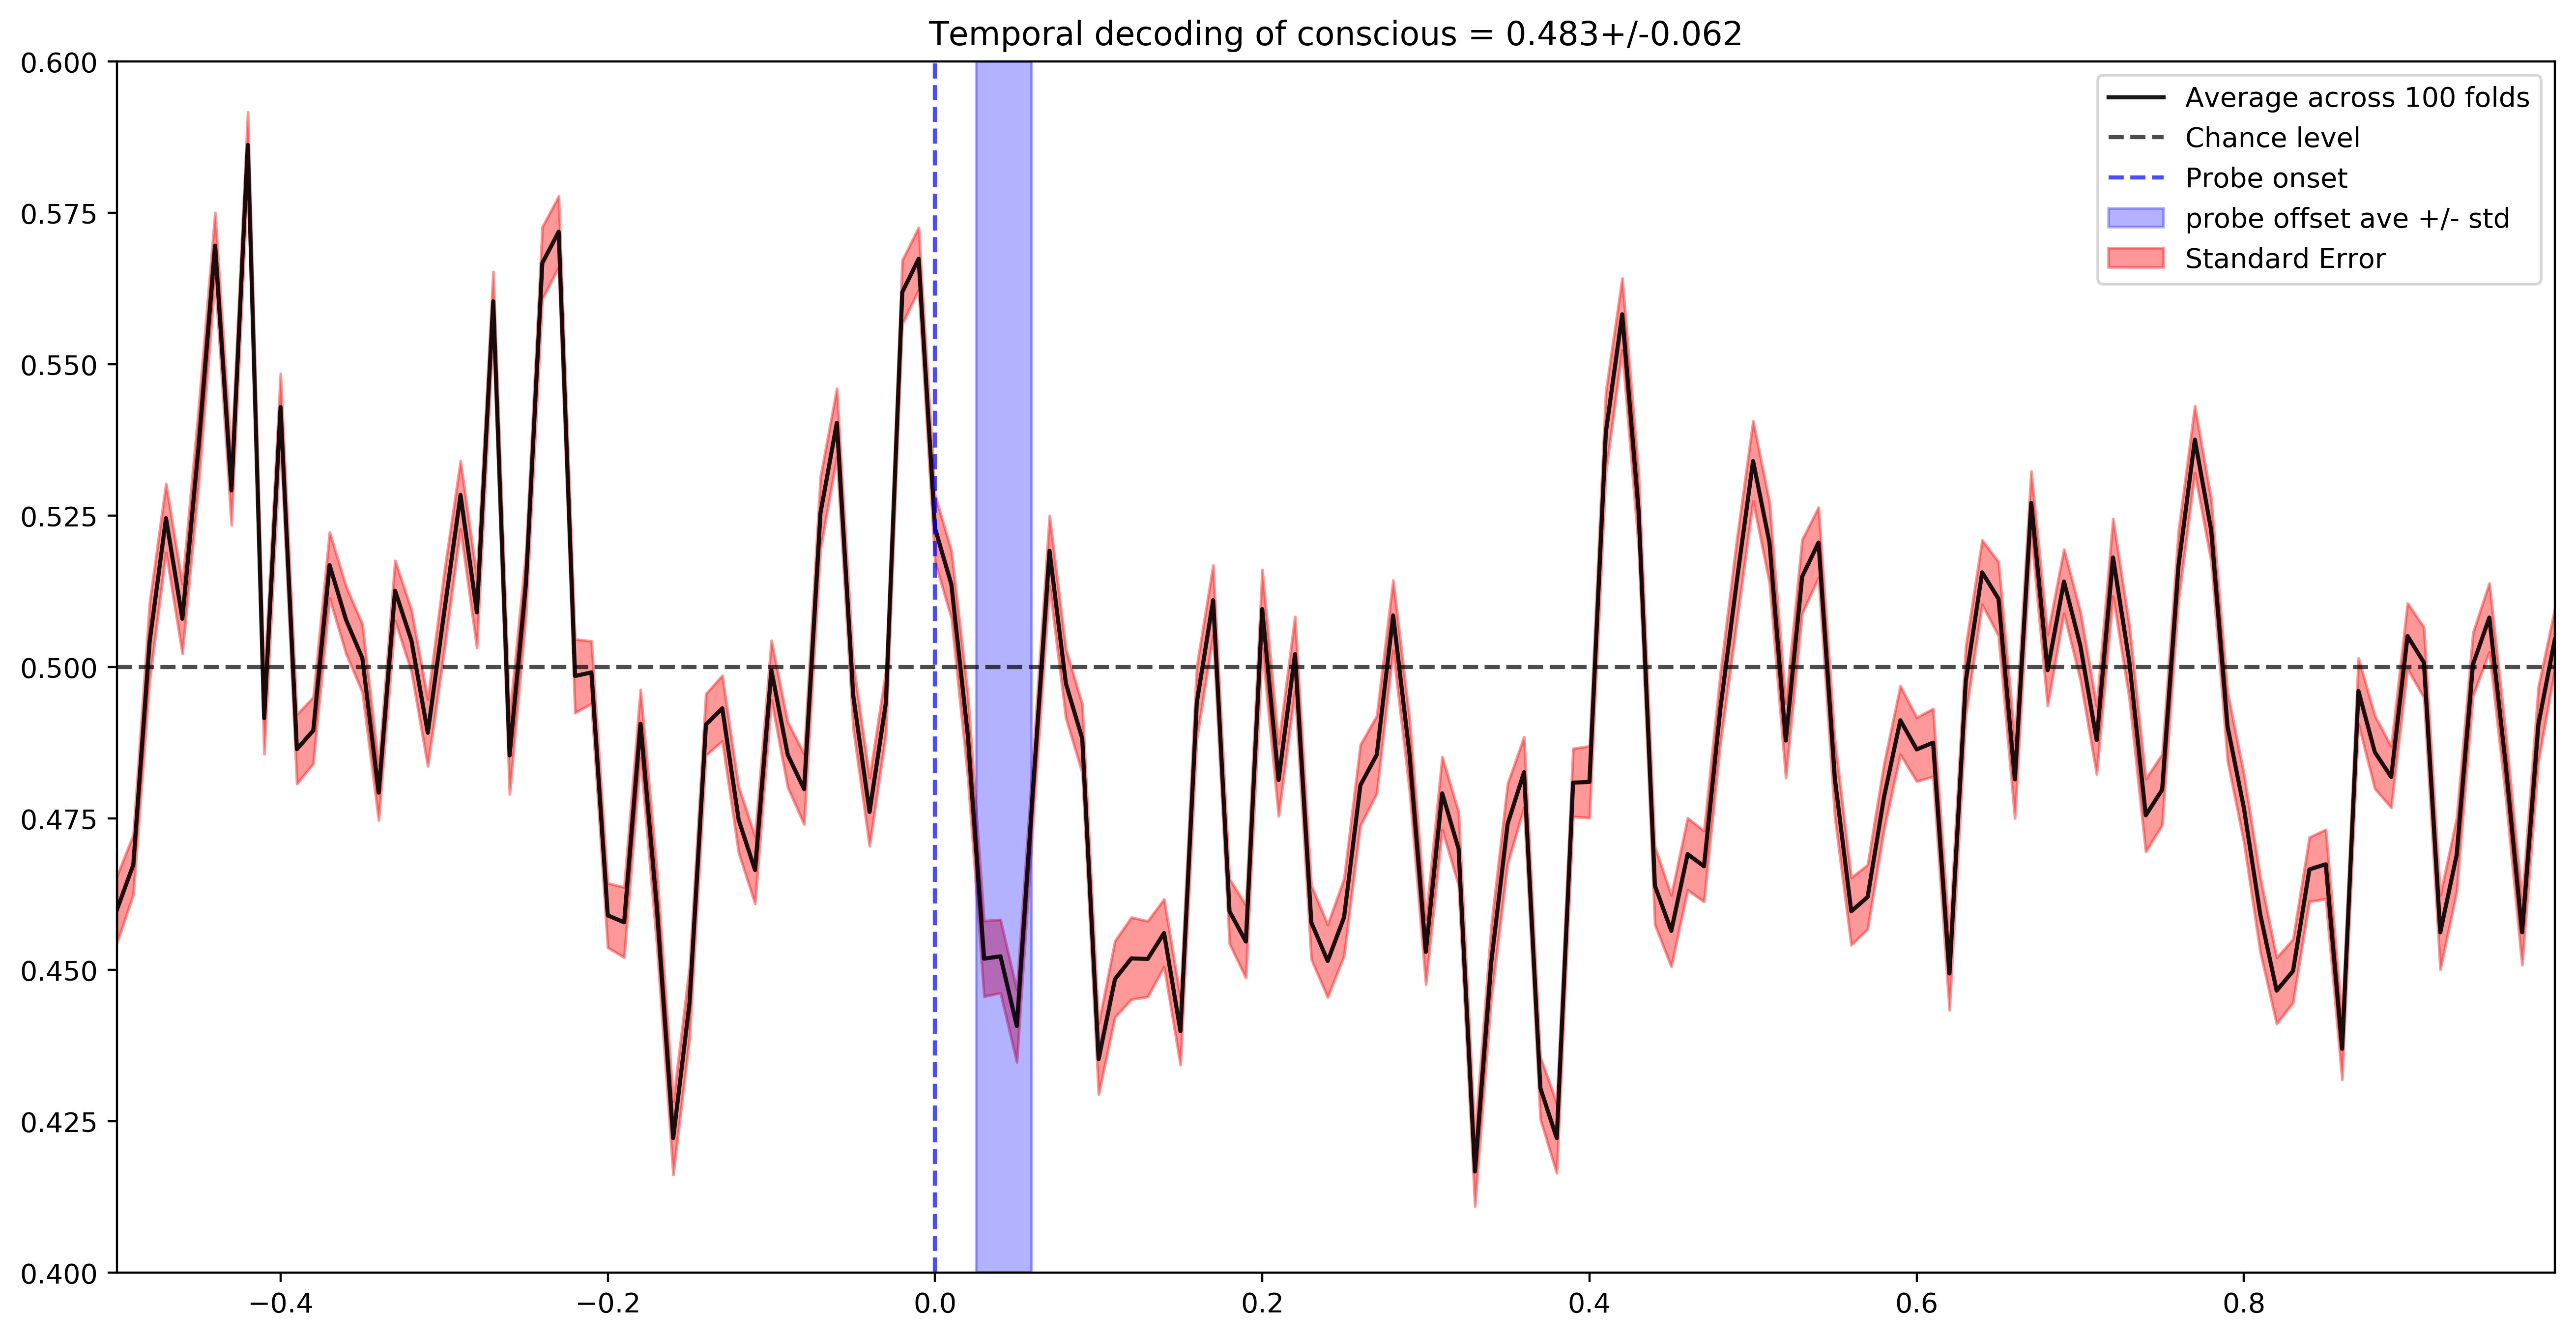 Temporal decoding of conscious = 0.483+/-0.062
0.600
0.575
0.550
0.525
0.500
0.475
0.450
0.425
0.400
−0.4
−0.2
0.0
0.2
0.4
0.6
0.8
Average across 100 folds
Chance level
Probe onset
probe offset ave +/- std
Standard Error